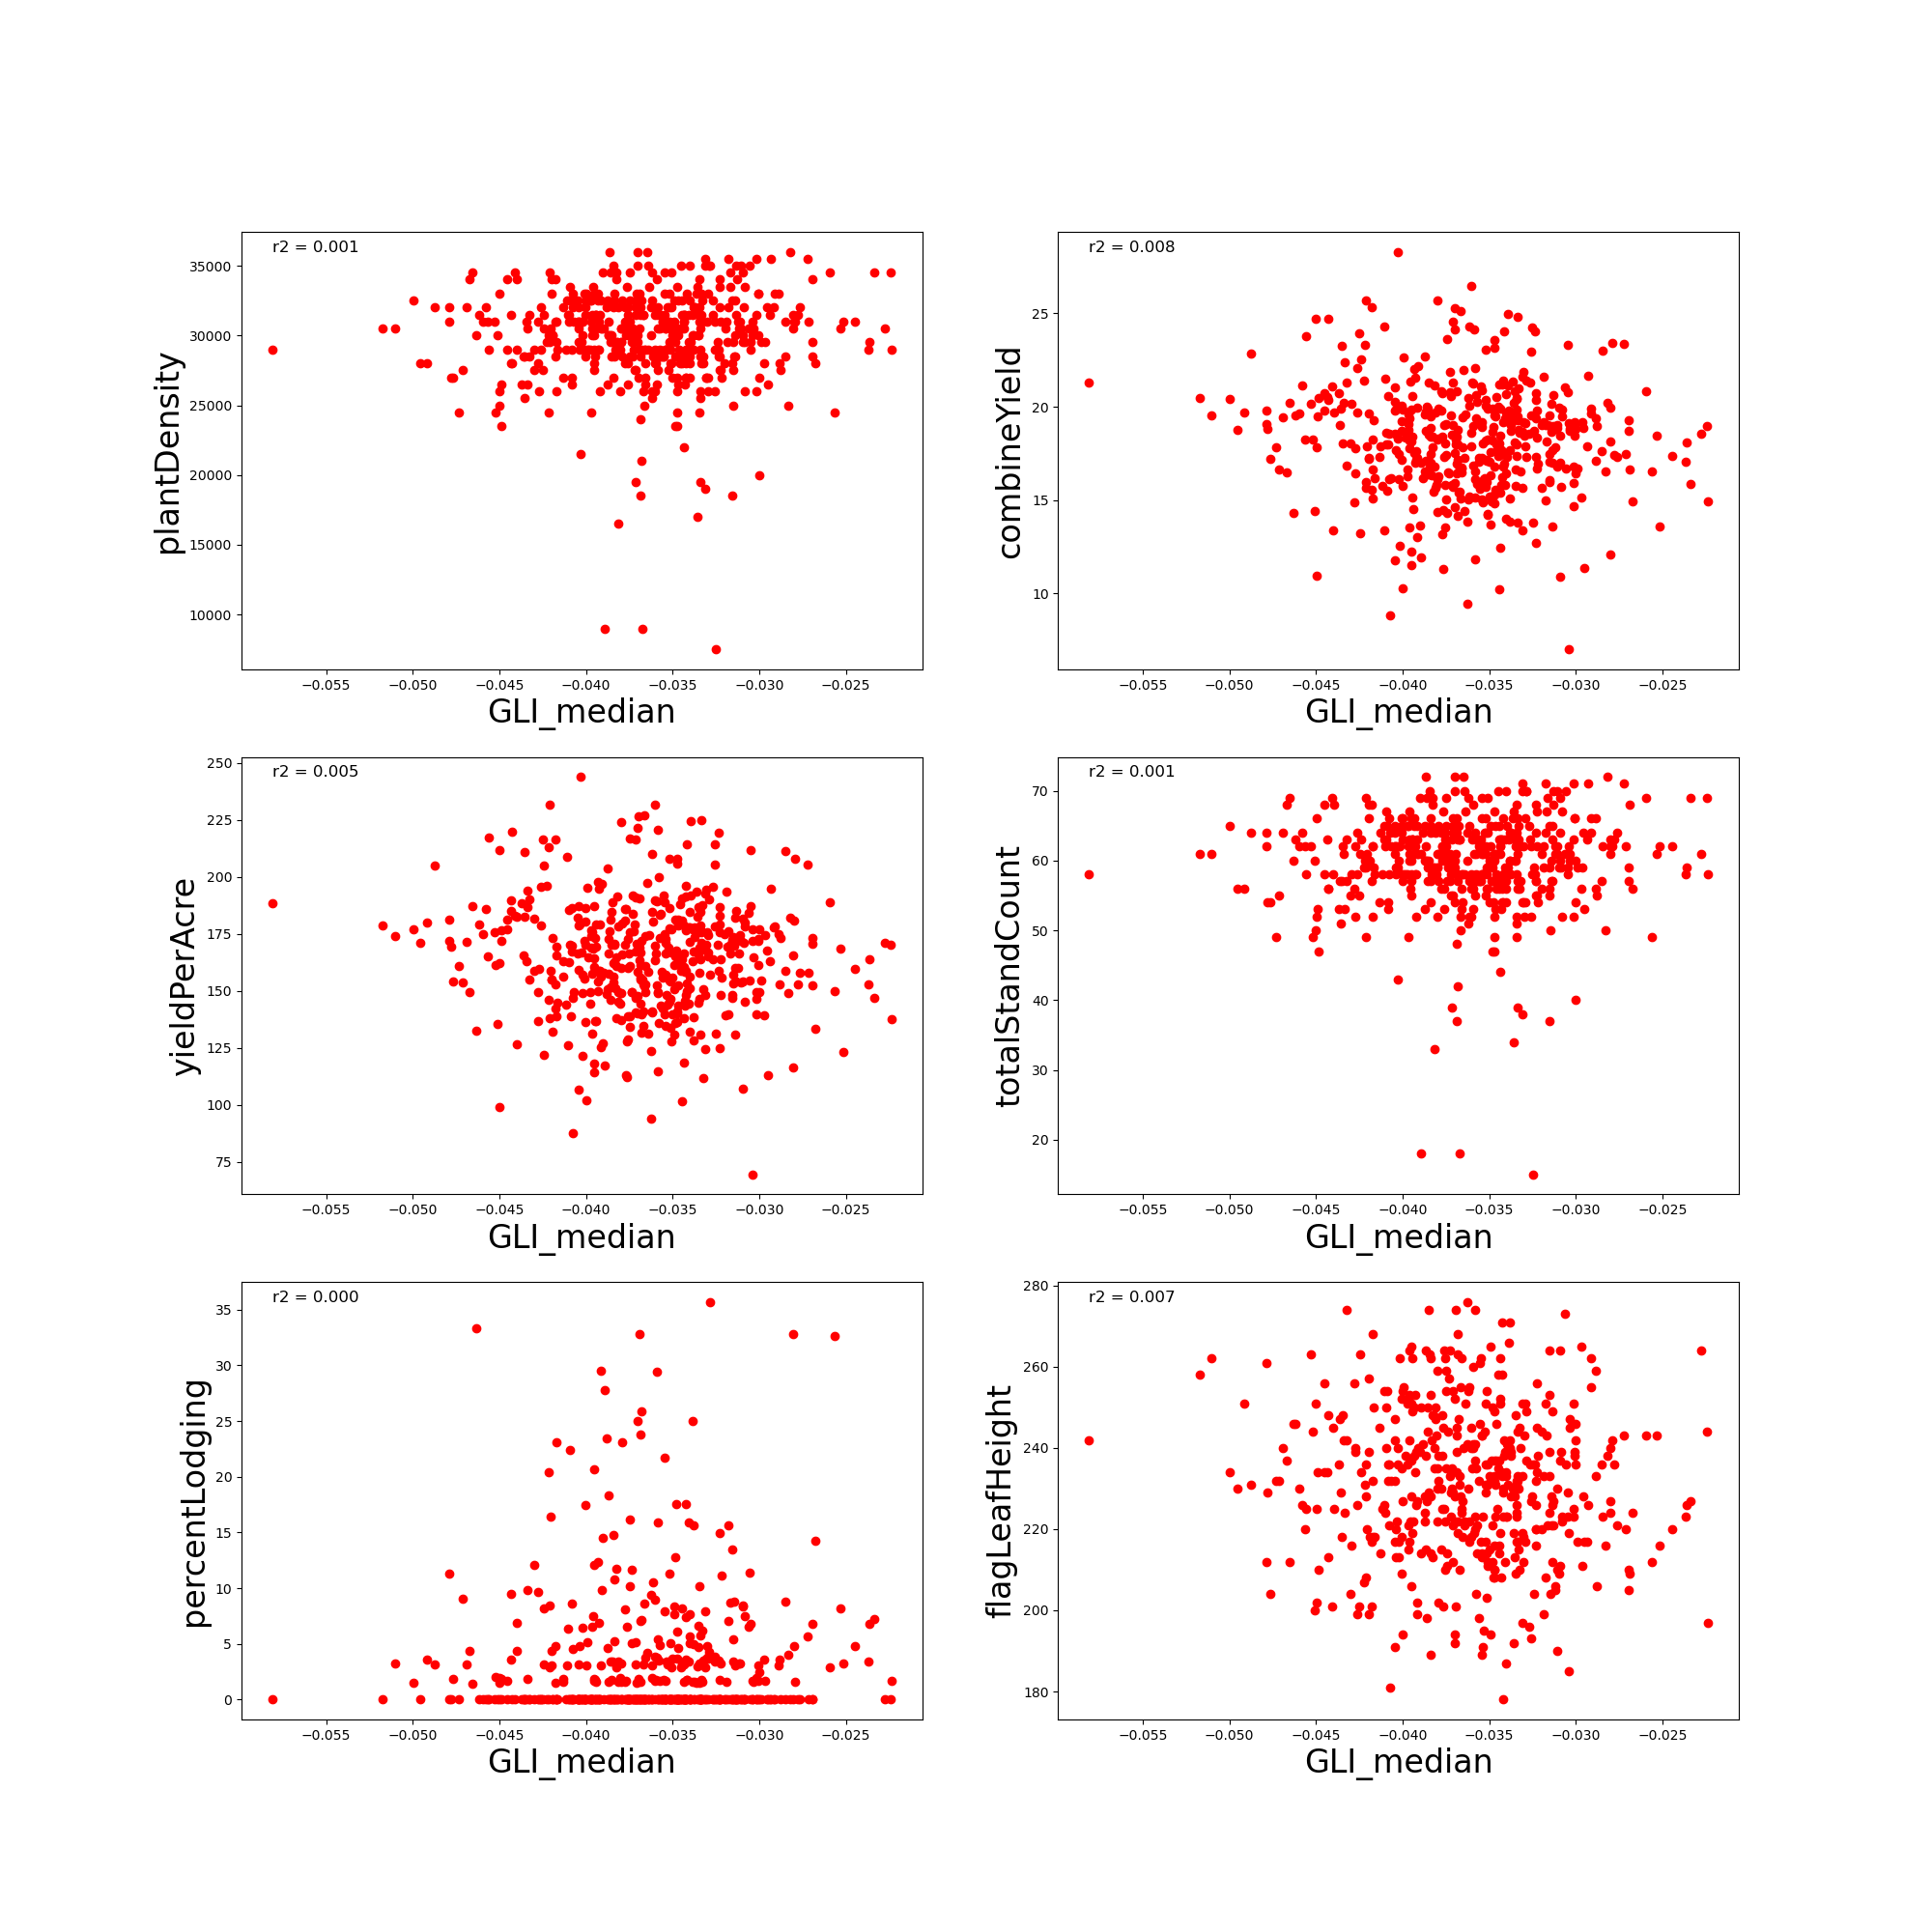 r2 = 0.001
35000
30000
25000
20000
15000
10000
plantDensity
−0.055 −0.050 −0.045 −0.040 −0.035 −0.030 −0.025
GLI_median
r2 = 0.008
25
20
15
10
combineYield
−0.055 −0.050 −0.045 −0.040 −0.035 −0.030 −0.025
GLI_median
r2 = 0.005
250
225
200
175
150
125
100
75
yieldPerAcre
−0.055 −0.050 −0.045 −0.040 −0.035 −0.030 −0.025
GLI_median
r2 = 0.001
70
60
50
40
30
20
totalStandCount
−0.055 −0.050 −0.045 −0.040 −0.035 −0.030 −0.025
GLI_median
r2 = 0.000
35
30
25
20
15
10
5
0
percentLodging
−0.055 −0.050 −0.045 −0.040 −0.035 −0.030 −0.025
GLI_median
r2 = 0.007
280
260
240
220
200
180
flagLeafHeight
−0.055 −0.050 −0.045 −0.040 −0.035 −0.030 −0.025
GLI_median